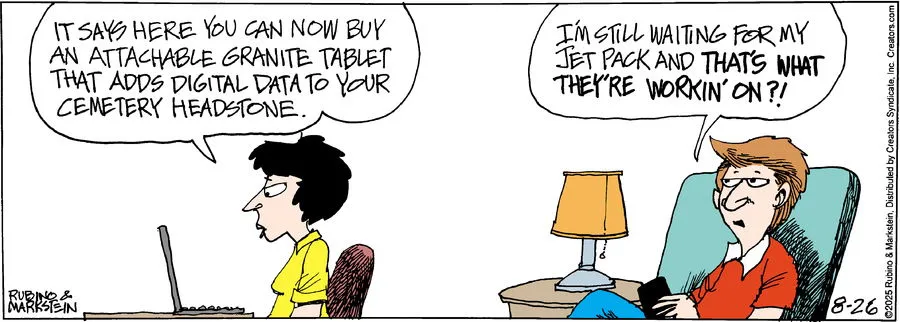 IT SAYS HERE YOU CAN NOW BUY
AN ATTACHABLE GRANITE TABLET
THAT ADDS DIGITAL DATA TO YOUR
CEMETERY HEADSTONE.
I'M STILL WAITING FOR MY
JET PACK AND THAT'S WHAT
THEY'RE WORKIN' ON?!
RUBINO &
MARKSTEIN
8-26
©2025 Rubino & Markstein, Distributed by Creators Syndicate, Inc. Creators.com